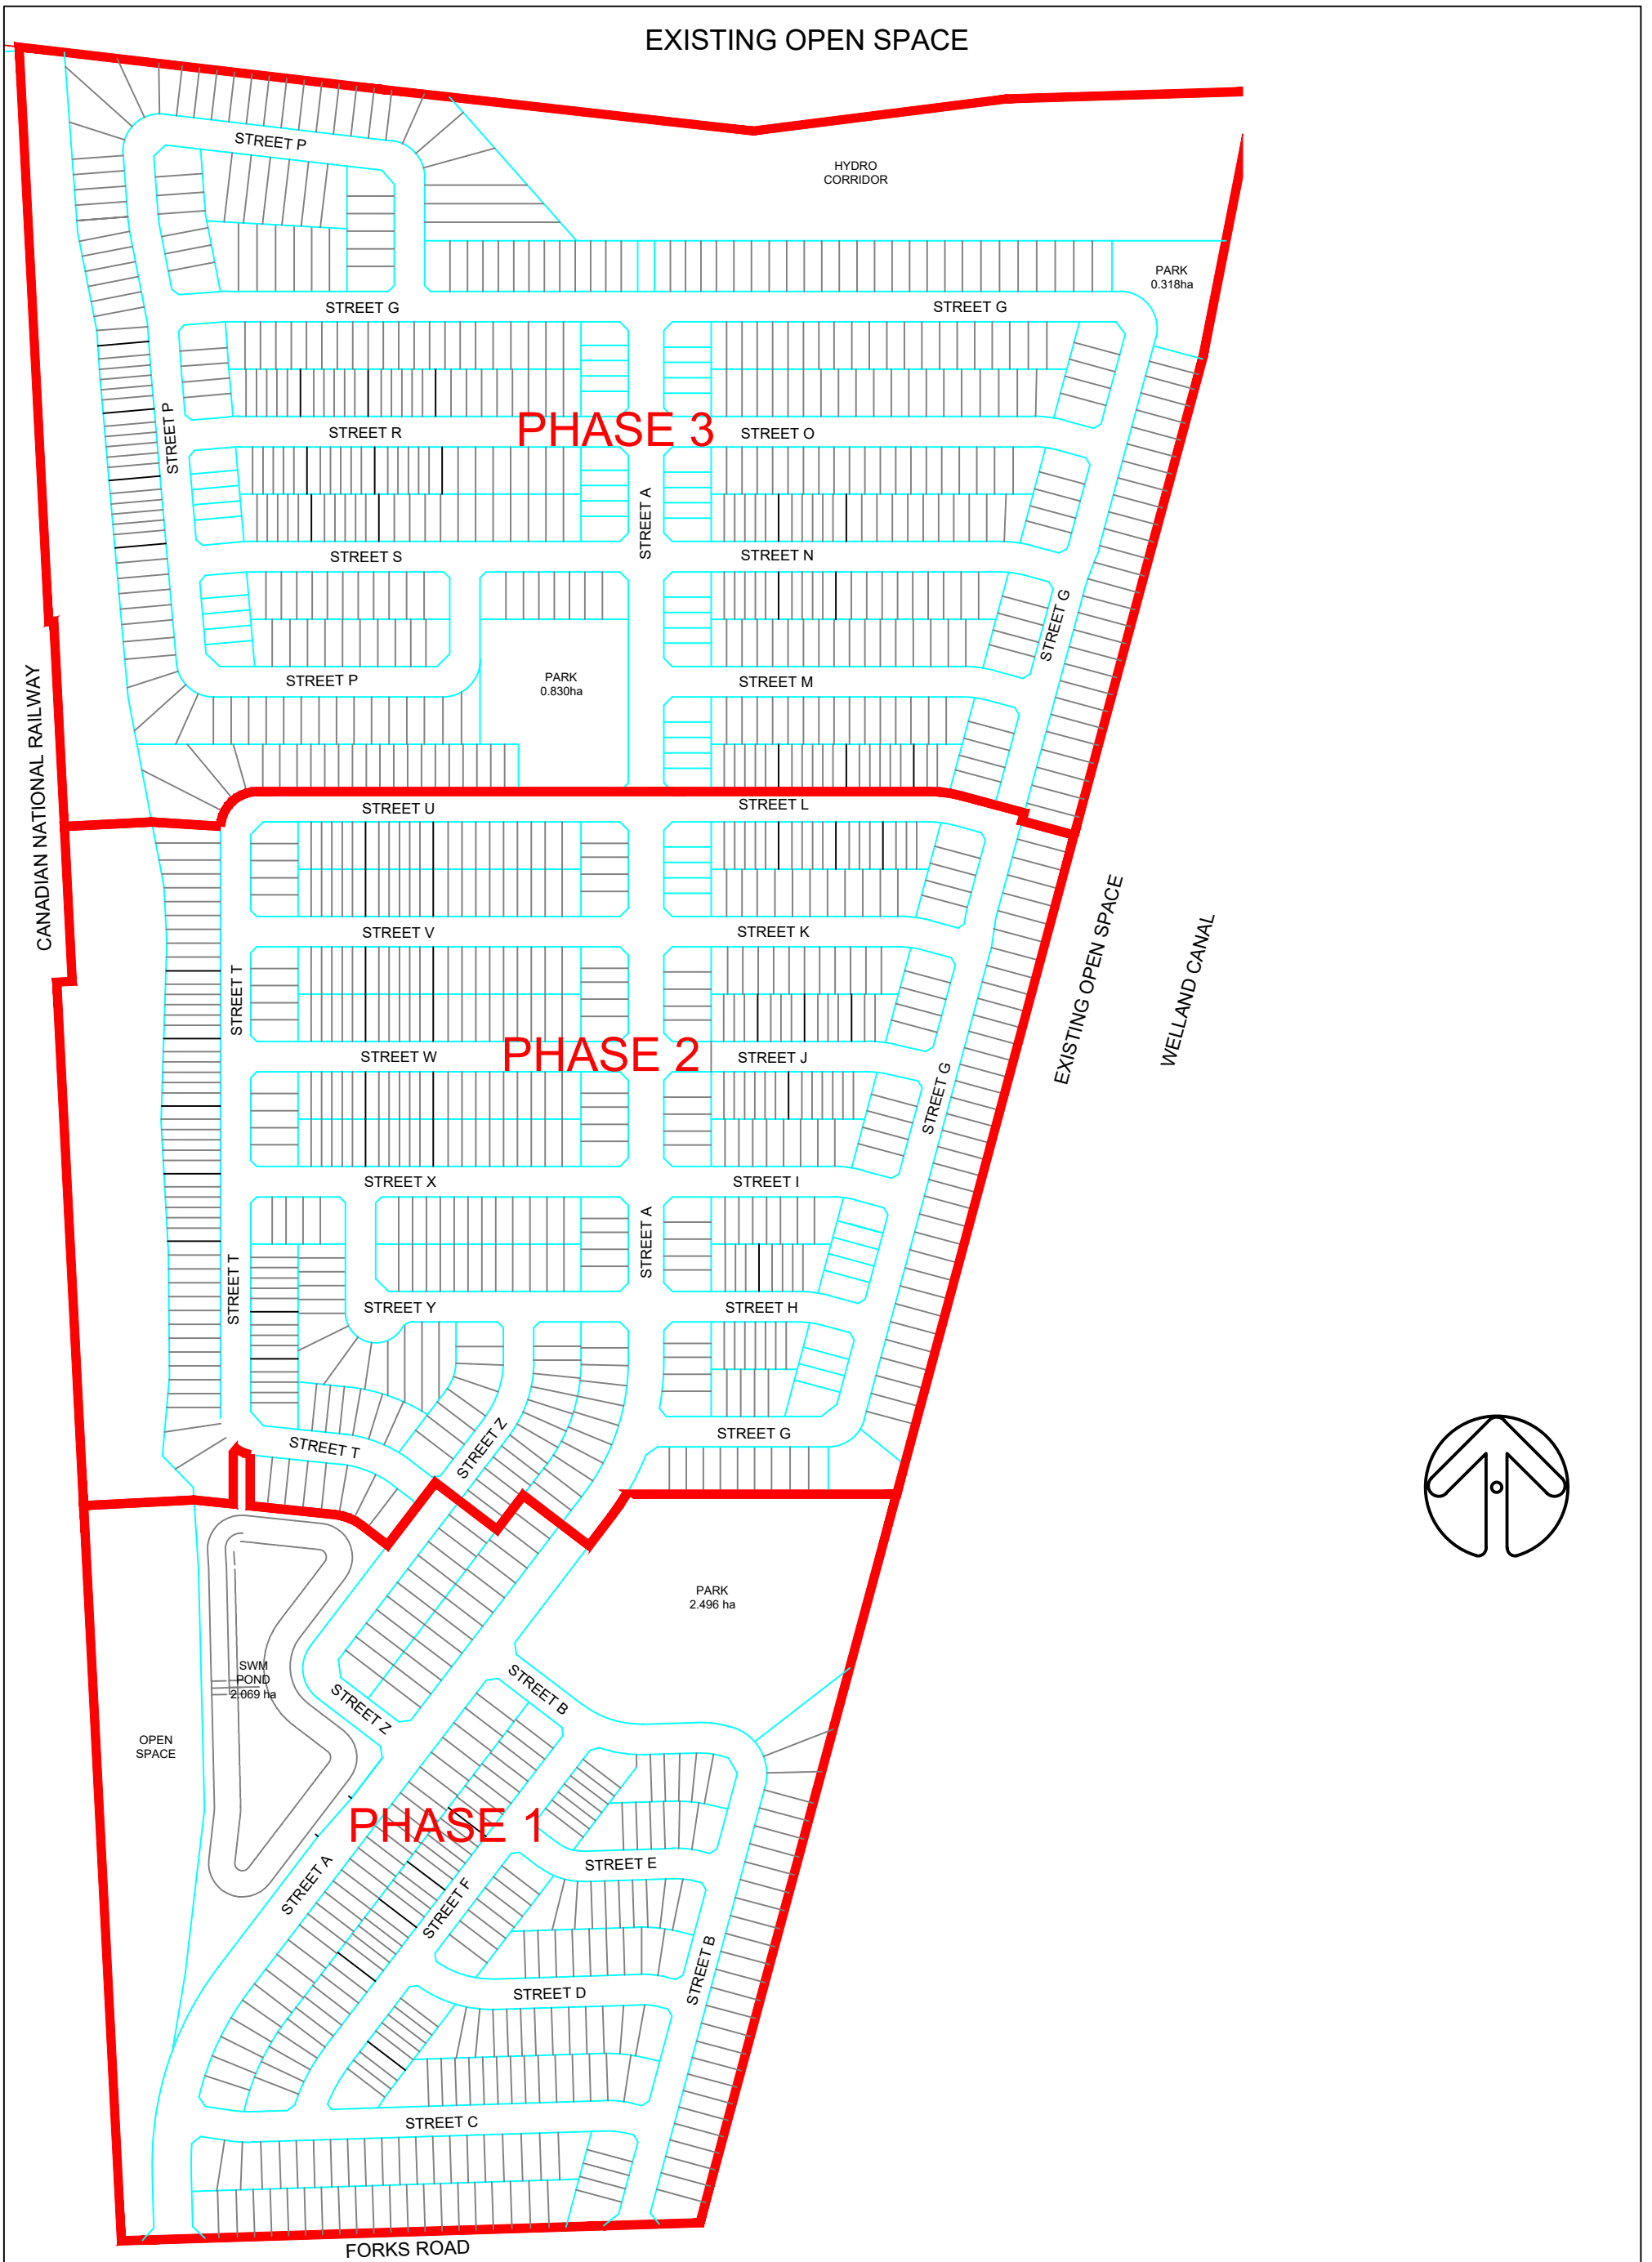 EXISTING OPEN SPACE
STREET P
HYDRO
CORRIDOR
PARK
0.318ha
STREET G
STREET G
STREET P
STREET R
PHASE 3
STREET O
STREET A
STREET S
STREET N
STREET G
STREET P
PARK
0.830ha
STREET M
CANADIAN NATIONAL RAILWAY
STREET U
STREET L
STREET V
STREET K
EXISTING OPEN SPACE
WELLAND CANAL
STREET T
STREET W
PHASE 2
STREET J
STREET G
STREET X
STREET I
STREET A
STREET T
STREET Y
STREET H
STREET T
STREET Z
STREET G
PARK
2.496 ha
SWM
POND
2.069 ha
STREET Z
STREET B
OPEN
SPACE
PHASE 1
STREET A
STREET F
STREET E
STREET B
STREET D
STREET C
FORKS ROAD